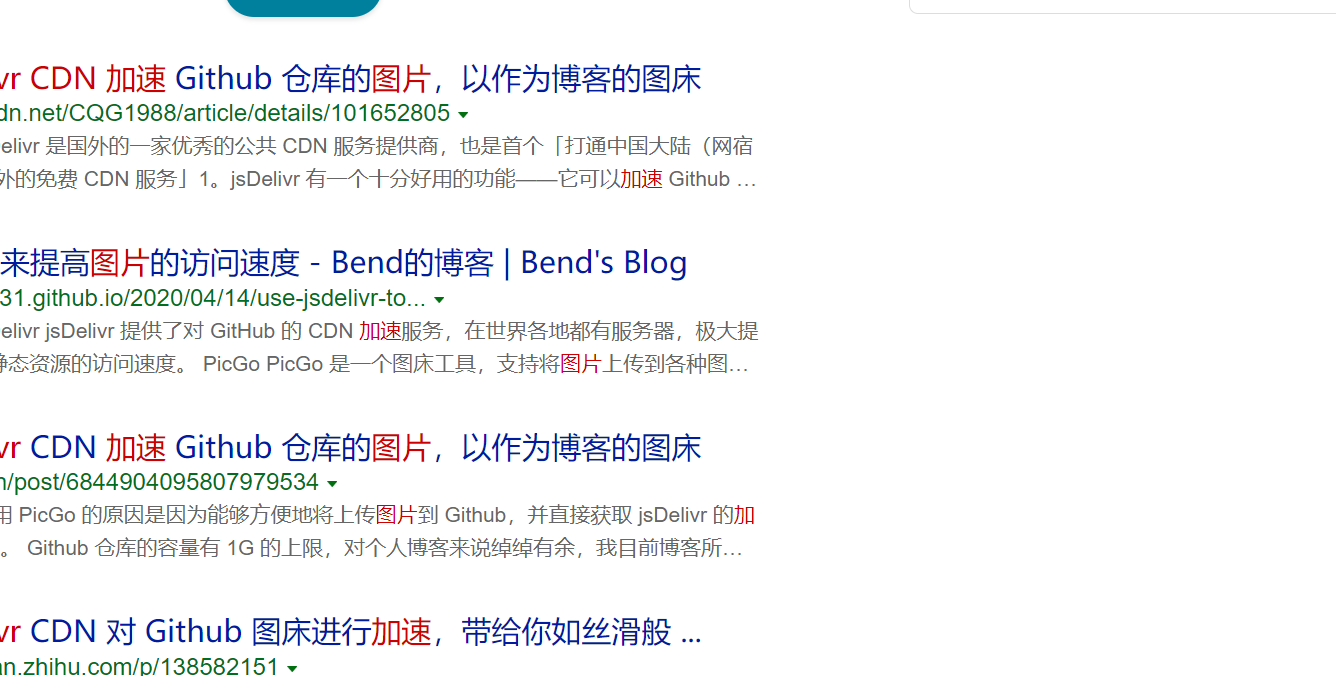 vr CDN 加速 Github 仓库的图片，以作为博客的图床
dn.net/CQG1988/article/details/101652805
elivr 是国外的一家优秀的公共 CDN 服务提供商，也是首个「打通中国大陆（网宿
外的免费 CDN 服务」1。jsDelivr 有一个十分好用的功能——它可以加速 Github …
来提高图片的访问速度 - Bend的博客 | Bend's Blog
31.github.io/2020/04/14/use-jsdelivr-to...
elivr jsDelivr 提供了对 GitHub 的 CDN 加速服务，在世界各地都有服务器，极大提
静态资源的访问速度。 PicGo PicGo 是一个图床工具，支持将图片上传到各种图…
vr CDN 加速 Github 仓库的图片，以作为博客的图床
n/post/6844904095807979534
用 PicGo 的原因是因为能够方便地将上传图片到 Github，并直接获取 jsDelivr 的加
。 Github 仓库的容量有 1G 的上限，对个人博客来说绰绰有余，我目前博客所…
vr CDN 对 Github 图床进行加速，带给你如丝滑般 ...
an.zhihu.com/p/138582151